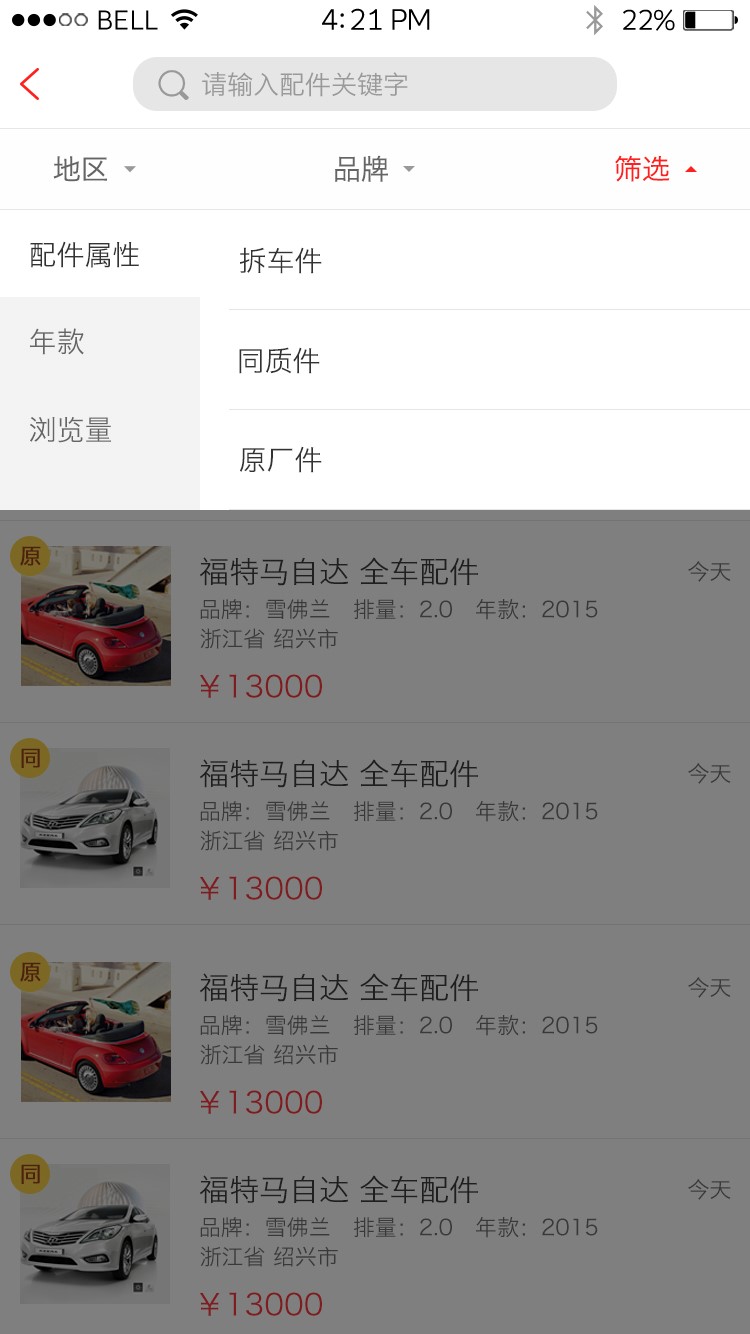 BELL 4:21 PM 22%
请输入配件关键字
地区 品牌 筛选
配件属性
拆车件
年款
同质件
浏览量
原厂件
原
福特马自达 全车配件 今天
品牌：雪佛兰 排量：2.0 年款：2015
浙江省 绍兴市
￥13000
同
福特马自达 全车配件 今天
品牌：雪佛兰 排量：2.0 年款：2015
浙江省 绍兴市
￥13000
原
福特马自达 全车配件 今天
品牌：雪佛兰 排量：2.0 年款：2015
浙江省 绍兴市
￥13000
同
福特马自达 全车配件 今天
品牌：雪佛兰 排量：2.0 年款：2015
浙江省 绍兴市
￥13000